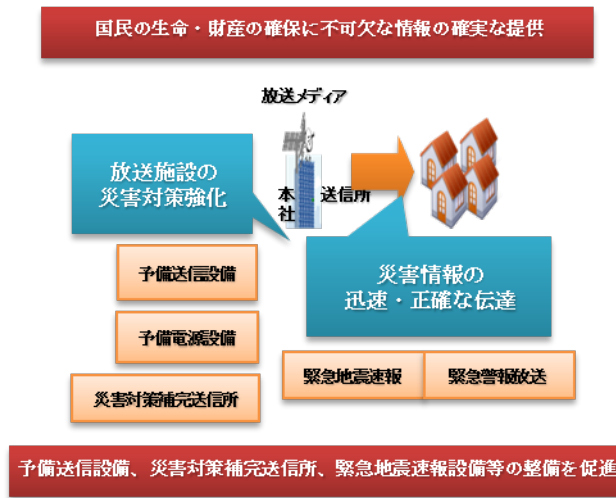 国民の生命・財産の確保に不可欠な情報の確実な提供
放送メディア
放送施設の
災害対策強化
本社
送信所
災害情報の
迅速・正確な伝達
予備送信設備
予備電源設備
災害対策補完送信所
緊急地震速報
緊急警報放送
予備送信設備、災害対策補完送信所、緊急地震速報設備等の整備を促進